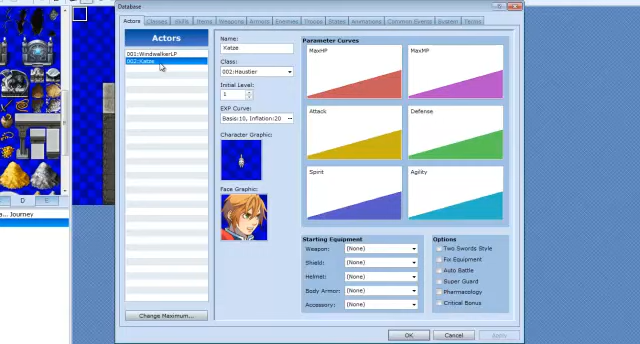 Database
Actors Classes Skills Items Weapons Armors Enemies Troops States Animations Common Events System Terms
Actors
001:WindwalkerLP
002:Katze
Change Maximum...
Name:
Katze
Class:
002:Haustier
Initial Level:
1
EXP Curve:
Basis:10, Inflation:20
Character Graphic:
Face Graphic:
Parameter Curves
MaxHP
MaxMP
Attack
Defense
Spirit
Agility
Starting Equipment
Weapon: (None)
Shield: (None)
Helmet: (None)
Body Armor: (None)
Accessory: (None)
Options
Two Swords Style
Fix Equipment
Auto Battle
Super Guard
Pharmacology
Critical Bonus
OK
Cancel
Apply
D
E
a... Journey